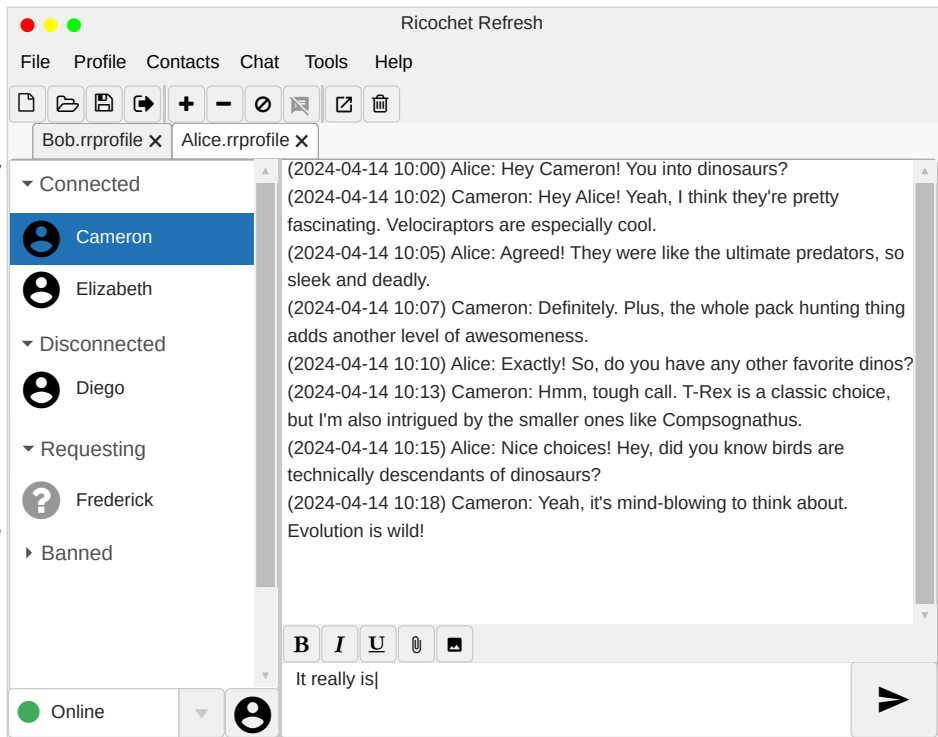 Ricochet Refresh
File Profile Contacts Chat Tools Help
Bob.rrprofile Alice.rrprofile
Connected
Cameron
Elizabeth
Disconnected
Diego
Requesting
Frederick
Banned
Online
(2024-04-14 10:00) Alice: Hey Cameron! You into dinosaurs?
(2024-04-14 10:02) Cameron: Hey Alice! Yeah, I think they're pretty
fascinating. Velociraptors are especially cool.
(2024-04-14 10:05) Alice: Agreed! They were like the ultimate predators, so
sleek and deadly.
(2024-04-14 10:07) Cameron: Definitely. Plus, the whole pack hunting thing
adds another level of awesomeness.
(2024-04-14 10:10) Alice: Exactly! So, do you have any other favorite dinos?
(2024-04-14 10:13) Cameron: Hmm, tough call. T-Rex is a classic choice,
but I'm also intrigued by the smaller ones like Compsognathus.
(2024-04-14 10:15) Alice: Nice choices! Hey, did you know birds are
technically descendants of dinosaurs?
(2024-04-14 10:18) Cameron: Yeah, it's mind-blowing to think about.
Evolution is wild!
B I U
It really is